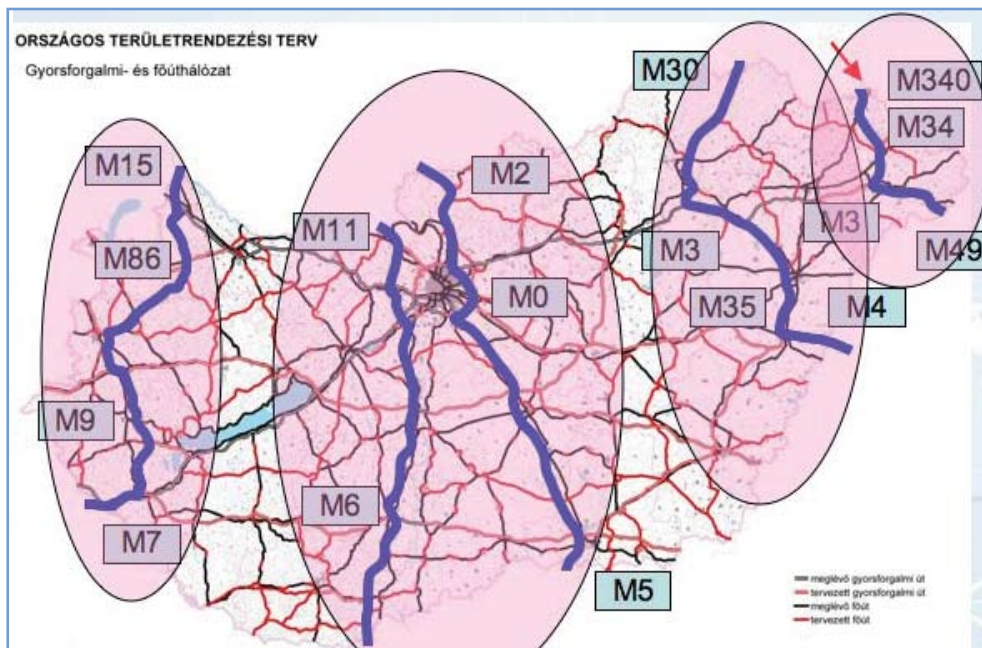 ORSZÁGOS TERÜLETRENDEZÉSI TERV
Gyorsforgalmi- és főúthálózat
M30
M340
M34
M15
M2
M11
M3
M3
M49
M86
M0
M35
M4
M9
M6
M7
M5
meglévő gyorsforgalmi út
tervezett gyorsforgalmi út
meglévő főút
tervezett főút